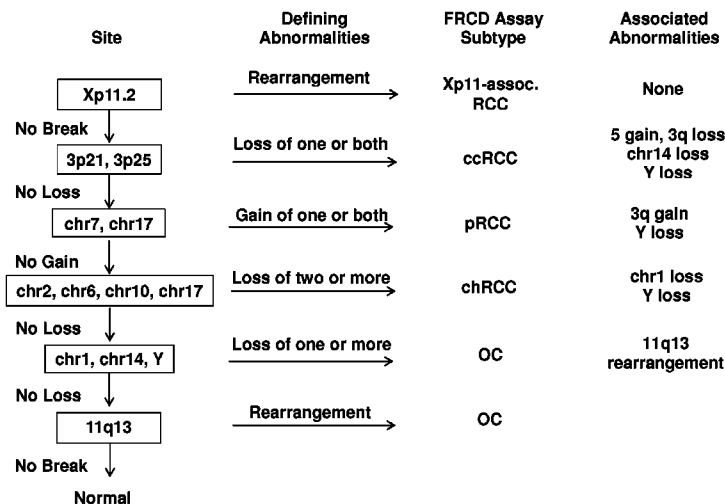 Site
Defining
Abnormalities
FRCD Assay
Subtype
Associated
Abnormalities
Xp11.2
Rearrangement
Xp11-assoc.
RCC
None
No Break
3p21, 3p25
Loss of one or both
ccRCC
5 gain, 3q loss
chr14 loss
Y loss
No Loss
chr7, chr17
Gain of one or both
pRCC
3q gain
Y loss
No Gain
chr2, chr6, chr10, chr17
Loss of two or more
chRCC
chr1 loss
Y loss
No Loss
chr1, chr14, Y
Loss of one or more
OC
11q13
rearrangement
No Loss
11q13
Rearrangement
OC
No Break
Normal